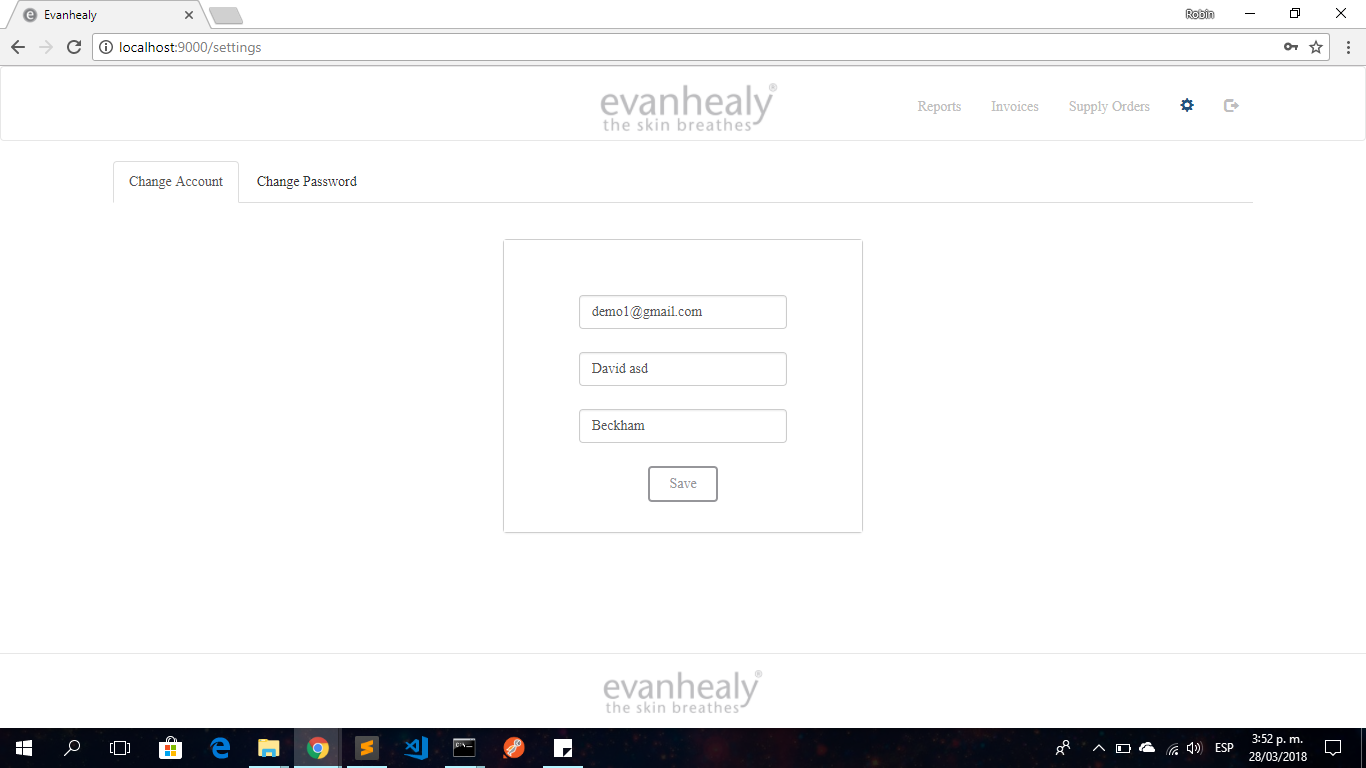 Evanhealy
Robin
localhost:9000/settings
evanhealy®
the skin breathes
Reports
Invoices
Supply Orders
Change Account
Change Password
demo1@gmail.com
David asd
Beckham
Save
evanhealy®
the skin breathes
ESP
3:52 p. m.
28/03/2018